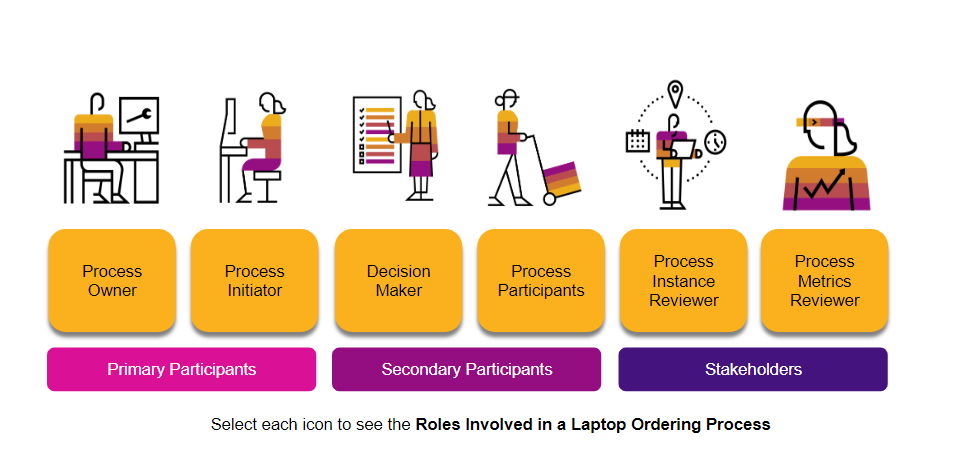 Process
Owner
Process
Initiator
Decision
Maker
Process
Participants
Process
Instance
Reviewer
Process
Metrics
Reviewer
Primary Participants
Secondary Participants
Stakeholders
Select each icon to see the Roles Involved in a Laptop Ordering Process